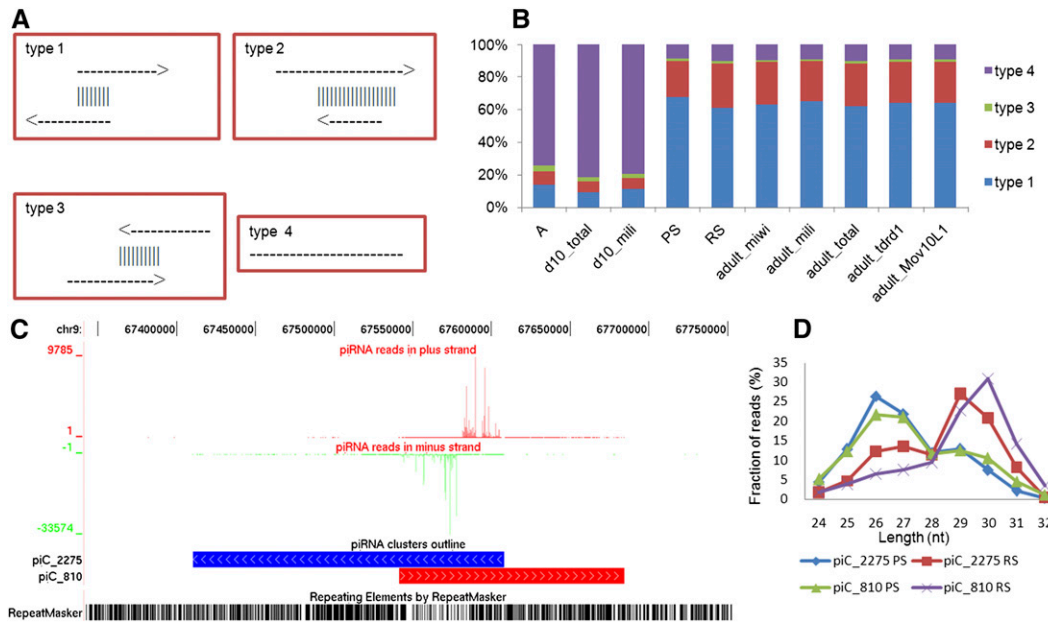 A
type 1
type 2
type 3
type 4
B
100%
80%
60%
40%
20%
0%
A
d10_total
d10_mili
PS
RS
adult_miwi
adult_mili
adult_total
adult_tdrd1
adult_Mov10L1
type 4
type 3
type 2
type 1
C
chr9: 67400000 67450000 67500000 67550000 67600000 67650000 67700000 67750000
9785
piRNA reads in plus strand
1
-1
piRNA reads in minus strand
-33574
piRNA clusters outline
piC_2275
piC_810
Repeating Elements by RepeatMasker
RepeatMasker
D
Fraction of reads (%)
35
30
25
20
15
10
5
0
24 25 26 27 28 29 30 31 32
Length (nt)
piC_2275 PS
piC_2275 RS
piC_810 PS
piC_810 RS